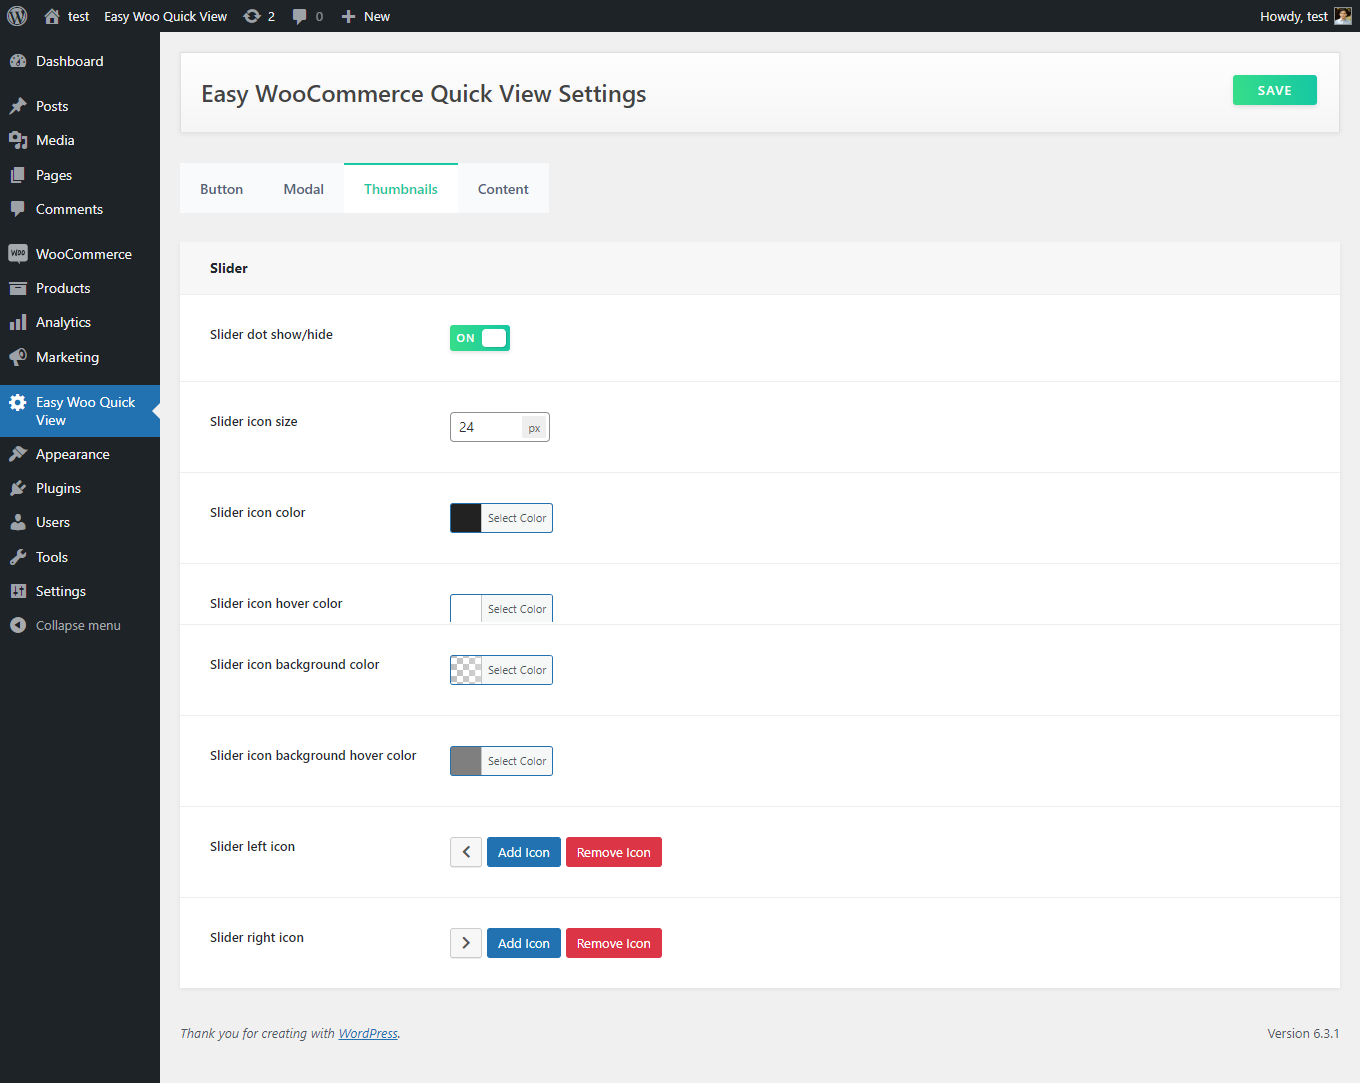 test
Easy Woo Quick View
2
0
New
Howdy, test
Dashboard
Posts
Media
Pages
Comments
woo
WooCommerce
Products
Analytics
Marketing
Easy Woo Quick
View
Appearance
Plugins
Users
Tools
Settings
Collapse menu
Easy WooCommerce Quick View Settings
SAVE
Button
Modal
Thumbnails
Content
Slider
Slider dot show/hide
ON
Slider icon size
24
px
Slider icon color
Select Color
Slider icon hover color
Select Color
Slider icon background color
Select Color
Slider icon background hover color
Select Color
Slider left icon
Add Icon
Remove Icon
Slider right icon
Add Icon
Remove Icon
Thank you for creating with WordPress.
Version 6.3.1